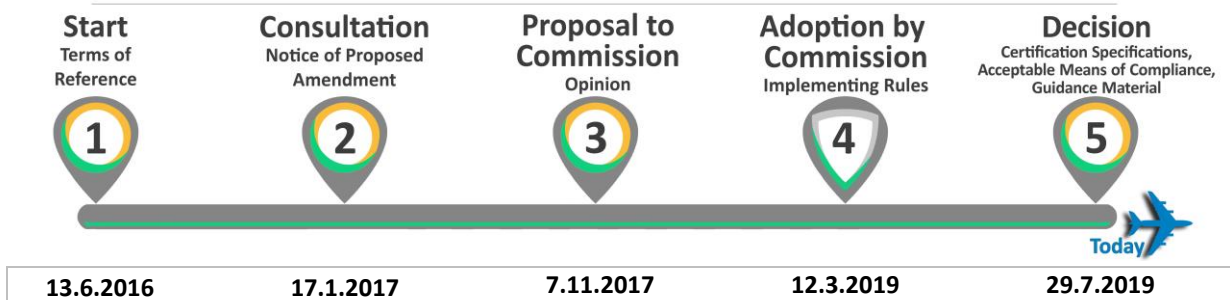 Start
Terms of
Reference
Consultation
Notice of Proposed
Amendment
Proposal to
Commission
Opinion
Adoption by
Commission
Implementing Rules
Decision
Certification Specifications,
Acceptable Means of Compliance,
Guidance Material
1
2
3
4
5
Today
13.6.2016
17.1.2017
7.11.2017
12.3.2019
29.7.2019